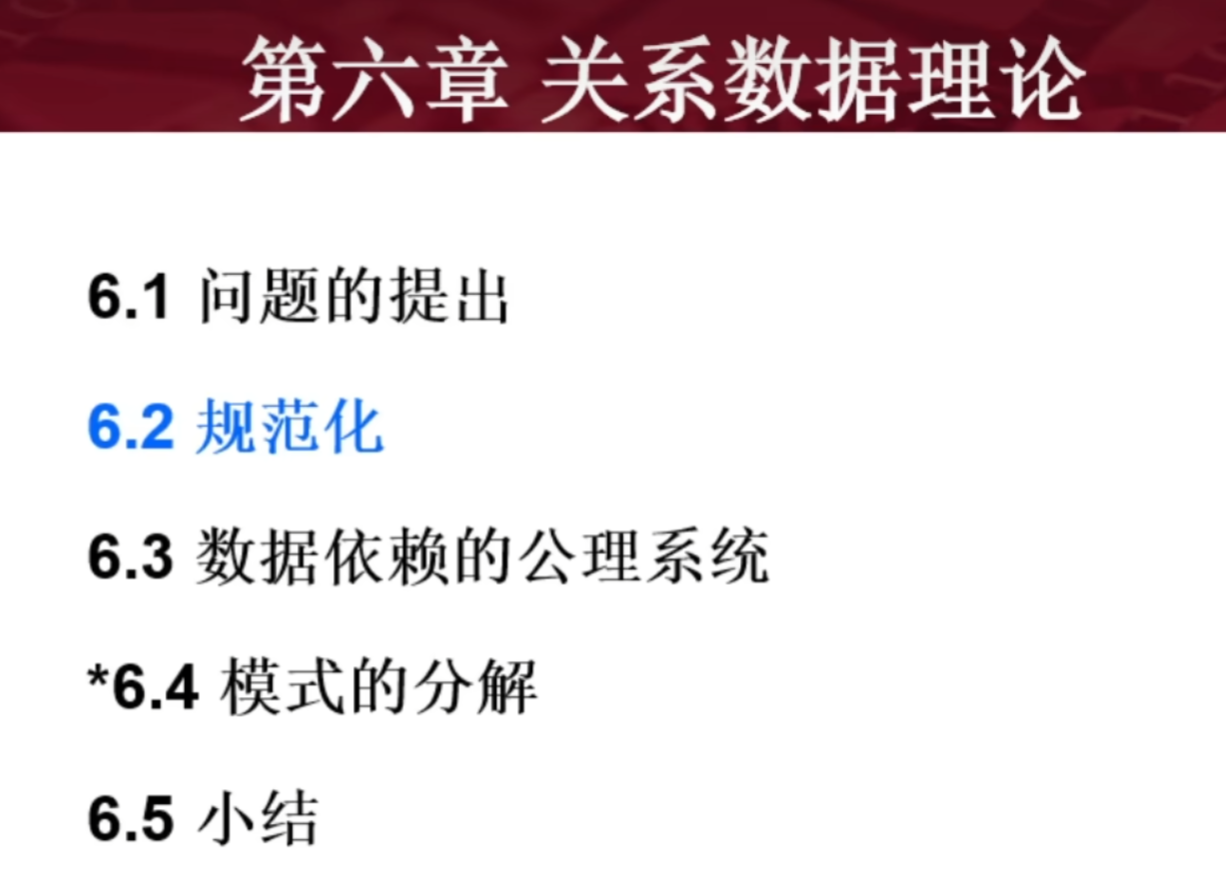 第六章 关系数据理论
6.1 问题的提出
6.2 规范化
6.3 数据依赖的公理系统
*6.4 模式的分解
6.5 小结